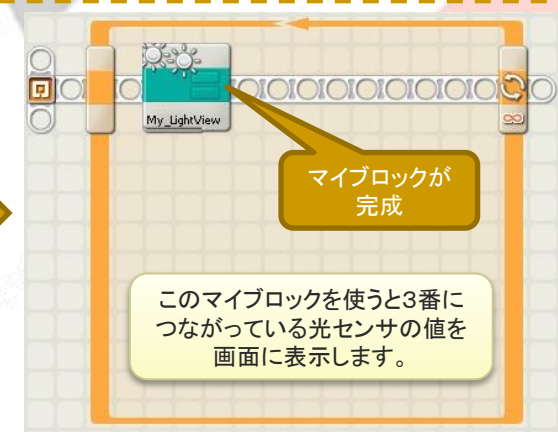 My_LightView
マイブロックが
完成
このマイブロックを使うと3番に
つながっている光センサの値を
画面に表示します。